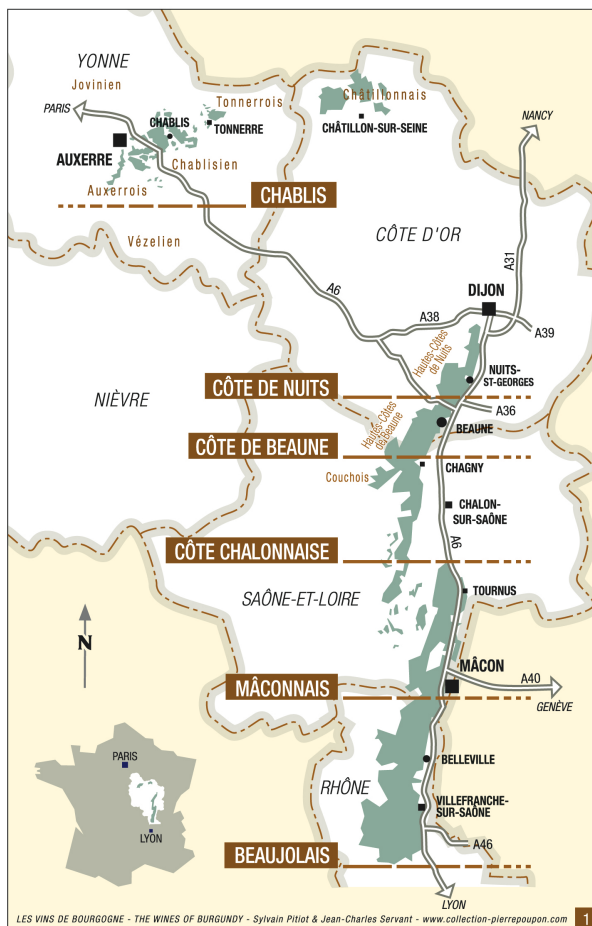 YONNE
Jovinien
PARIS
Tonnerrois
CHABLIS
TONNERRE
AUXERRE
Chablisien
Auxerrois
Châtillonnais
CHÂTILLON-SUR-SEINE
NANCY
CHABLIS
Vézelien
CÔTE D'OR
A31
A6
DIJON
A38
A39
Hautes-Côtes
de Nuits
NUITS-
ST-GEORGES
CÔTE DE NUITS
NIÈVRE
A36
BEAUNE
Hautes-Côtes
de Beaune
CÔTE DE BEAUNE
CHAGNY
Couchois
CHALON-
SUR-SAÔNE
A6
CÔTE CHALONNAISE
TOURNUS
SAÔNE-ET-LOIRE
N
MÂCON
A40
GENÈVE
MÂCONNAIS
PARIS
LYON
BELLEVILLE
RHÔNE
VILLEFRANCHE-
SUR-SAÔNE
A46
BEAUJOLAIS
LYON
LES VINS DE BOURGOGNE - THE WINES OF BURGUNDY - Sylvain Pitiot & Jean-Charles Servant - www.collection-pierrepoupon.com 1